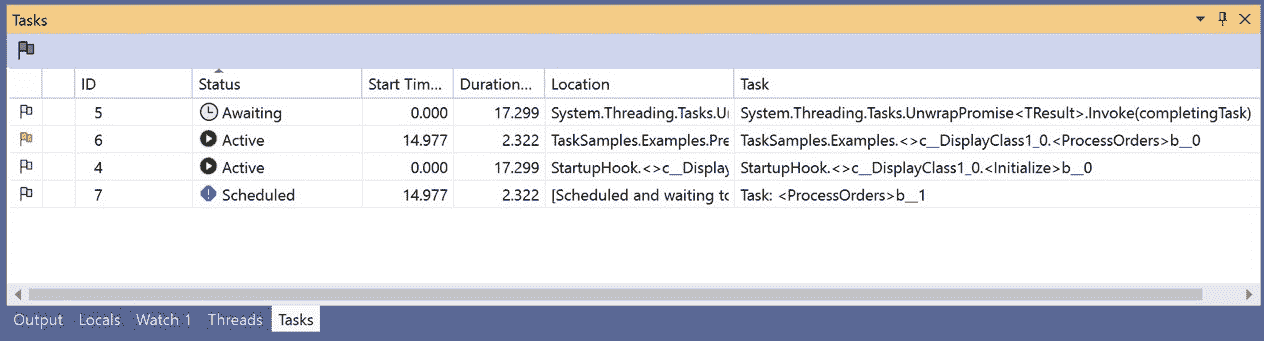 Tasks
ID Status Start Tim... Duration... Location Task
5 Awaiting 0.000 17.299 System.Threading.Tasks.Un System.Threading.Tasks.UnwrapPromise<TResult>.Invoke(completingTask)
6 Active 14.977 2.322 TaskSamples.Examples.Pre TaskSamples.Examples.<>c__DisplayClass1_0.<ProcessOrders>b__0
4 Active 0.000 17.299 StartupHook.<>c__Display StartupHook.<>c__DisplayClass1_0.<Initialize>b__0
7 Scheduled 14.977 2.322 [Scheduled and waiting to Task: <ProcessOrders>b__1
Output Locals Watch 1 Threads Tasks